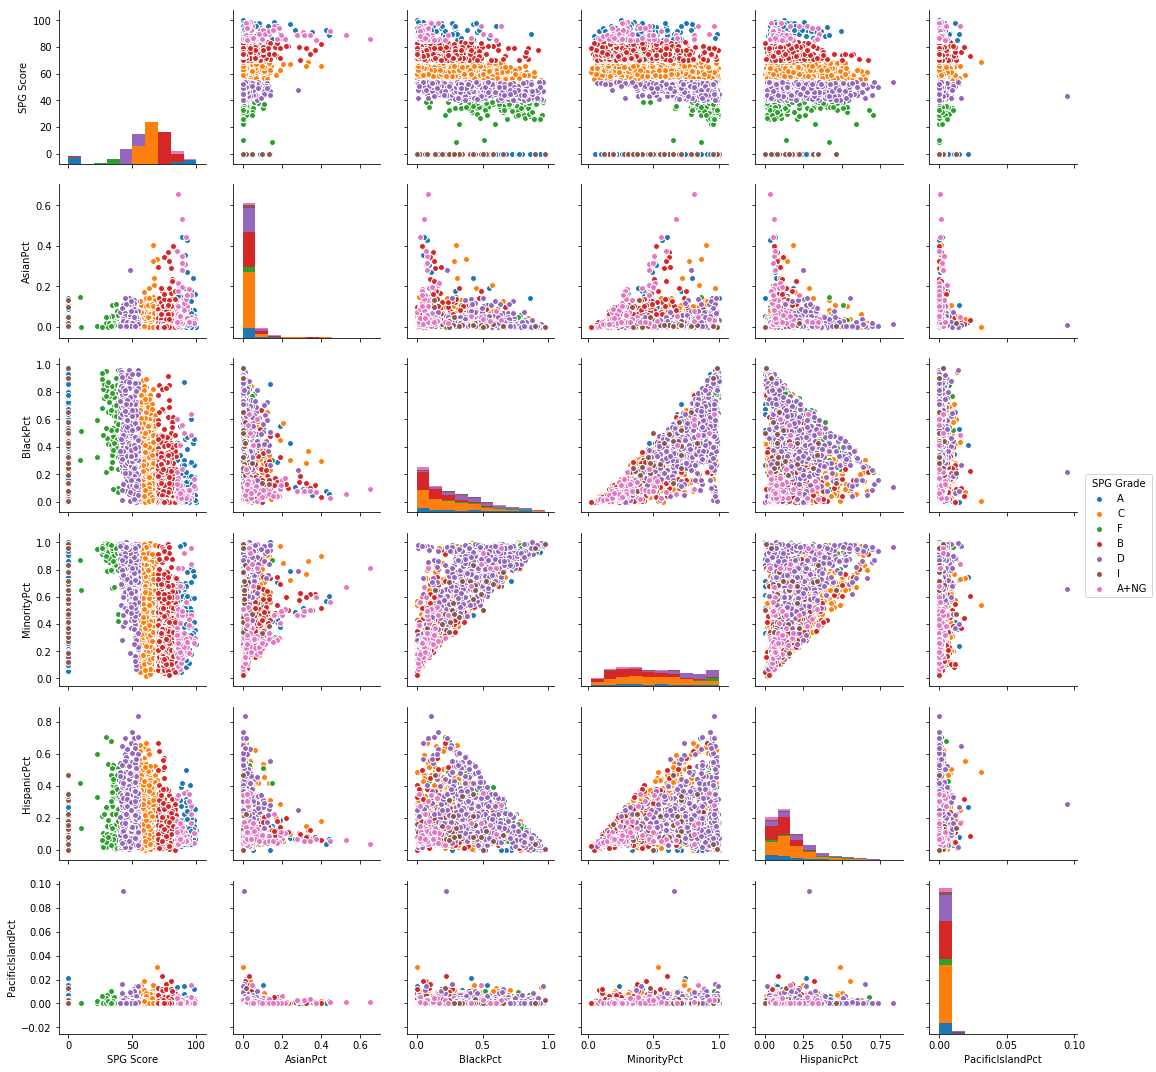 100
80
60
40
20
0
SPG Score
0.6
0.4
0.2
0.0
AsianPct
1.0
0.8
0.6
0.4
0.2
0.0
BlackPct
SPG Grade
A
C
F
B
D
I
A+NG
1.0
0.8
0.6
0.4
0.2
0.0
MinorityPct
0.8
0.6
0.4
0.2
0.0
HispanicPct
0.10
0.08
0.06
0.04
0.02
0.00
−0.02
PacificIslandPct
0 50 100 0.0 0.2 0.4 0.6 0.0 0.5 1.0 0.0 0.5 1.0 0.00 0.25 0.50 0.75 0.00 0.05 0.10
SPG Score AsianPct BlackPct MinorityPct HispanicPct PacificIslandPct